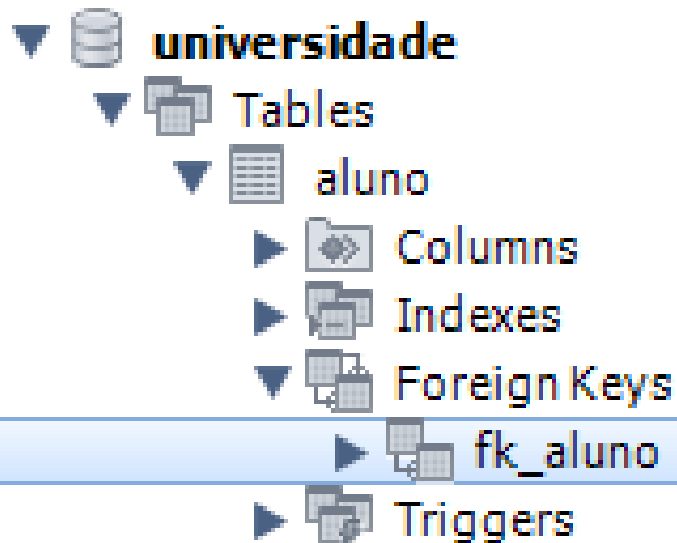 universidade
Tables
aluno
Columns
Indexes
Foreign Keys
fk_aluno
Triggers